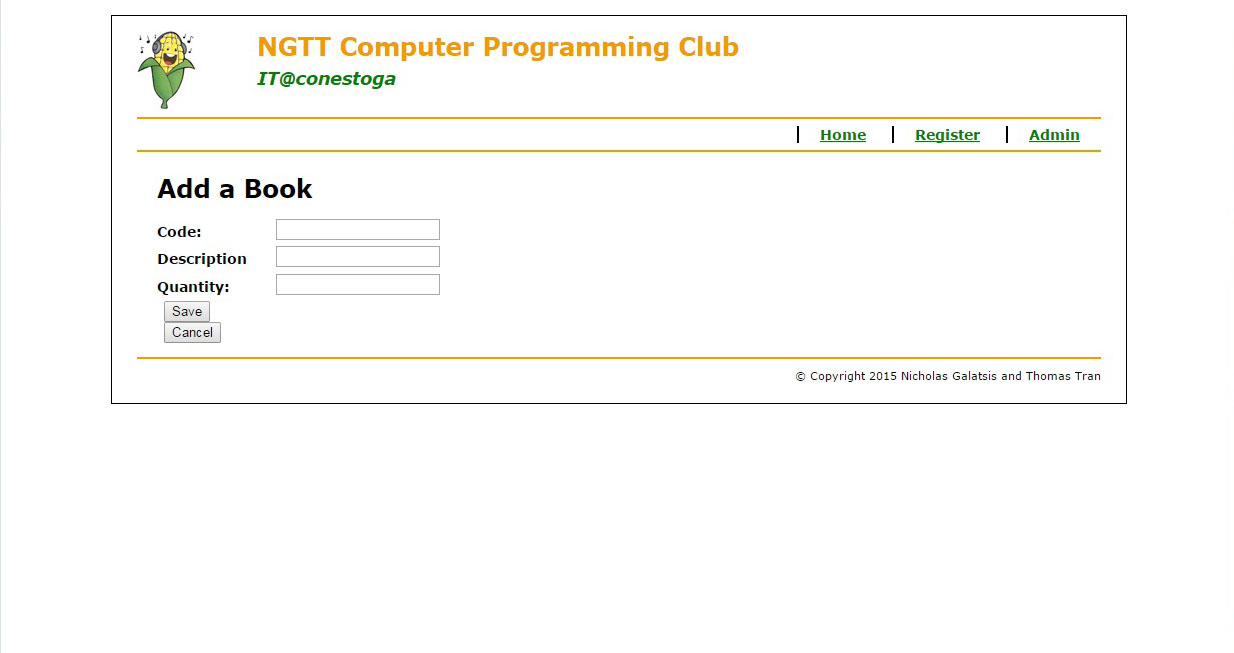 NGTT Computer Programming Club
IT@conestoga
Home Register Admin
Add a Book
Code:
Description
Quantity:
Save
Cancel
© Copyright 2015 Nicholas Galatsis and Thomas Tran